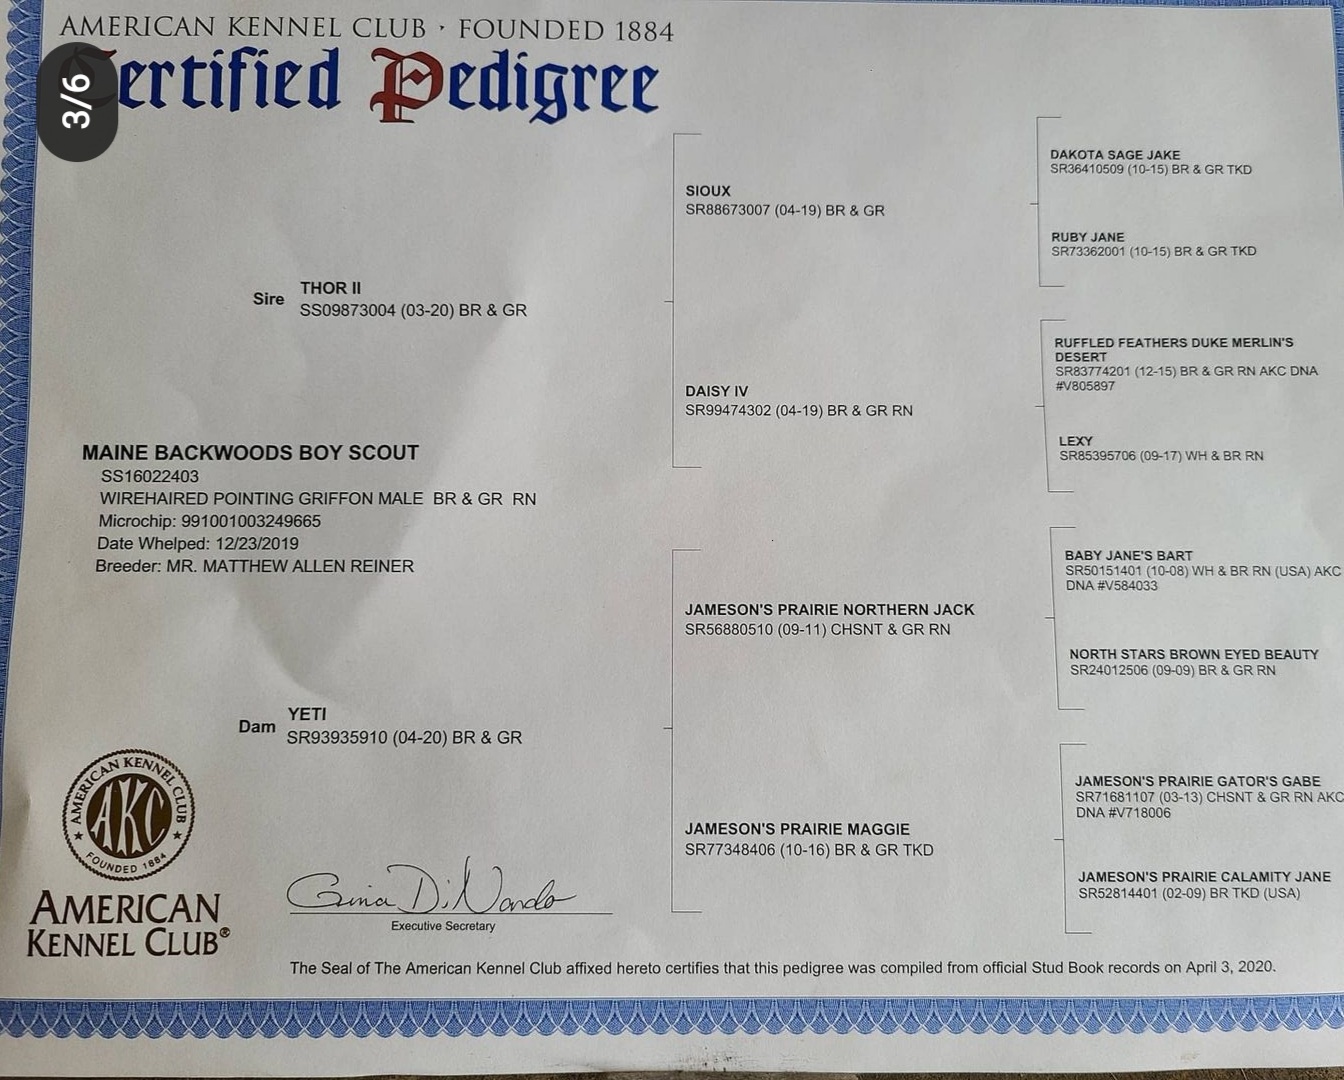 AMERICAN KENNEL CLUB · FOUNDED 1884
Certified Pedigree
3/6
DAKOTA SAGE JAKE
SR36410509 (10-15) BR & GR TKD
SIOUX
SR88673007 (04-19) BR & GR
RUBY JANE
SR73362001 (10-15) BR & GR TKD
Sire
THOR II
SS09873004 (03-20) BR & GR
RUFFLED FEATHERS DUKE MERLIN'S
DESERT
SR83774201 (12-15) BR & GR RN AKC DNA
#V805897
DAISY IV
SR99474302 (04-19) BR & GR RN
LEXY
SR85395706 (09-17) WH & BR RN
MAINE BACKWOODS BOY SCOUT
SS16022403
WIREHAIRED POINTING GRIFFON MALE BR & GR RN
Microchip: 991001003249665
Date Whelped: 12/23/2019
Breeder: MR. MATTHEW ALLEN REINER
BABY JANE'S BART
SR50151401 (10-08) WH & BR RN (USA) AKC
DNA #V584033
JAMESON'S PRAIRIE NORTHERN JACK
SR56880510 (09-11) CHSNT & GR RN
NORTH STARS BROWN EYED BEAUTY
SR24012506 (09-09) BR & GR RN
Dam
YETI
SR93935910 (04-20) BR & GR
JAMESON'S PRAIRIE GATOR'S GABE
SR71681107 (03-13) CHSNT & GR RN AKC
DNA #V718006
JAMESON'S PRAIRIE MAGGIE
SR77348406 (10-16) BR & GR TKD
JAMESON'S PRAIRIE CALAMITY JANE
SR52814401 (02-09) BR TKD (USA)
AMERICAN KENNEL CLUB
AKC
FOUNDED 1884
AMERICAN
KENNEL CLUB®
Gina DiNardo
Executive Secretary
The Seal of The American Kennel Club affixed hereto certifies that this pedigree was compiled from official Stud Book records on April 3, 2020.